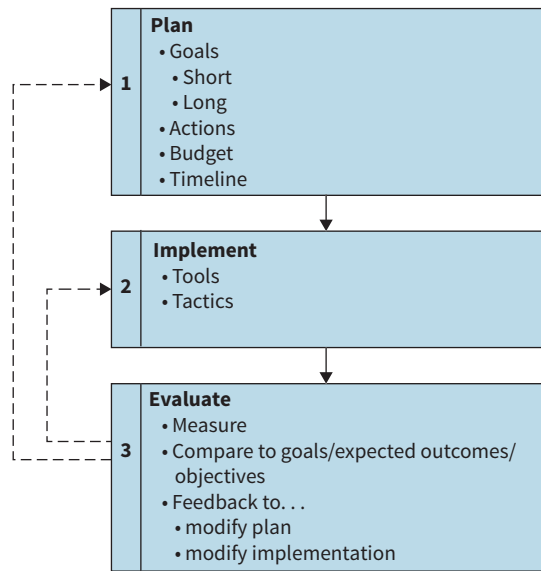 1
Plan
• Goals
• Short
• Long
• Actions
• Budget
• Timeline
2
Implement
• Tools
• Tactics
3
Evaluate
• Measure
• Compare to goals/expected outcomes/
objectives
• Feedback to. . .
• modify plan
• modify implementation